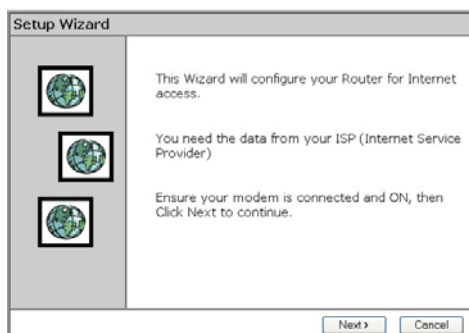 Setup Wizard
This Wizard will configure your Router for Internet
access.
You need the data from your ISP (Internet Service
Provider)
Ensure your modem is connected and ON, then
Click Next to continue.
Next >
Cancel